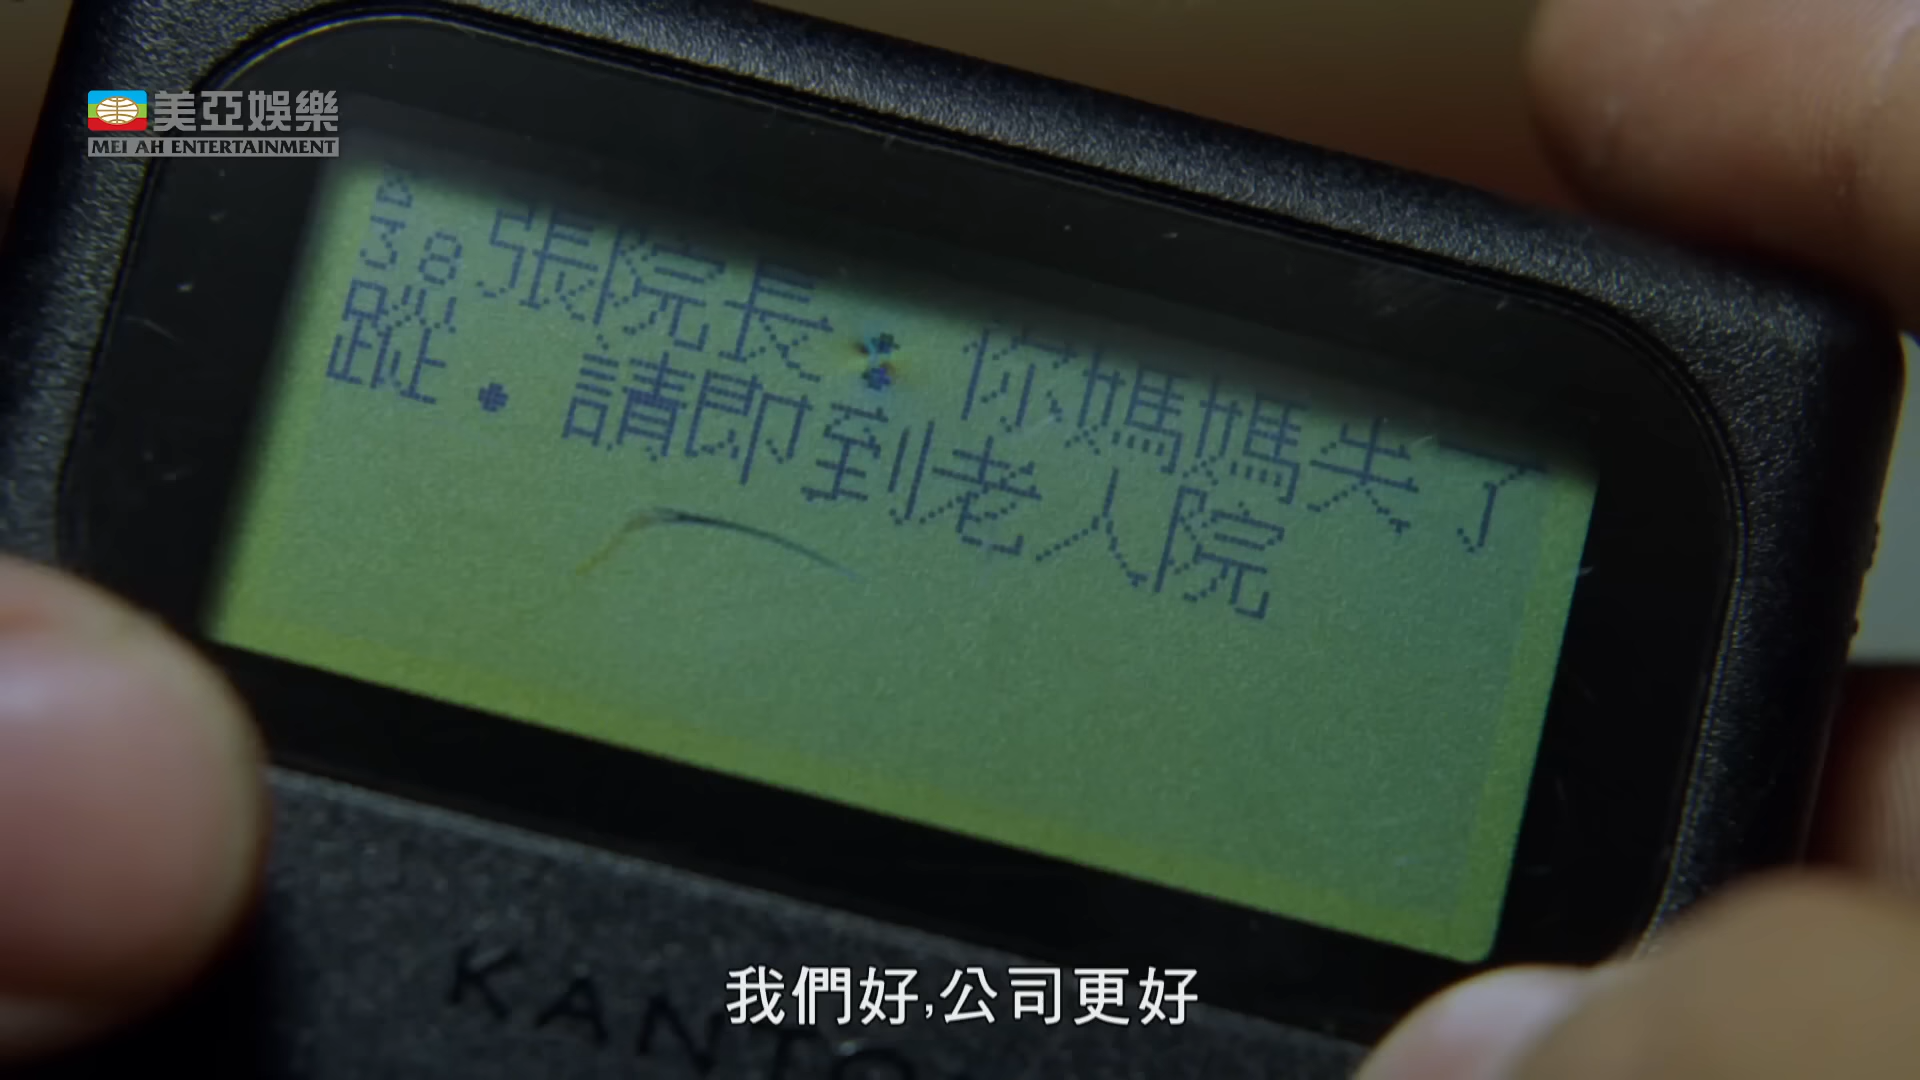 美亞娛樂
MEI AH ENTERTAINMENT
38 張院長：你媽媽失了
蹤．請即到老人院
KANTO
我們好,公司更好